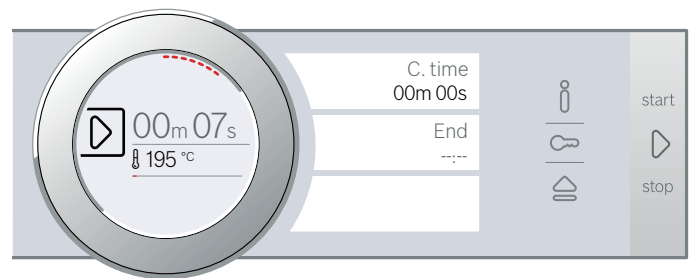 00m 07s
195 °C
C. time
00m 00s
End
--:--
start
stop